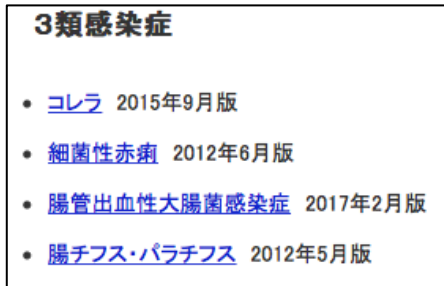 3類感染症
• コレラ 2015年9月版
• 細菌性赤痢 2012年6月版
• 腸管出血性大腸菌感染症 2017年2月版
• 腸チフス・パラチフス 2012年5月版